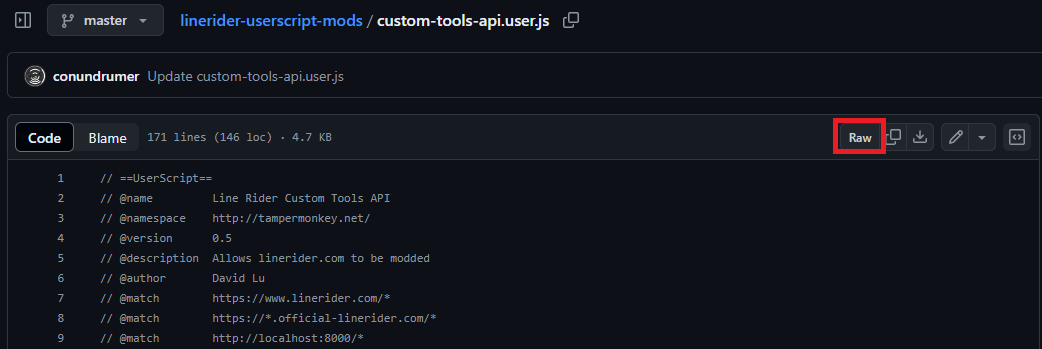 master linerider-userscript-mods / custom-tools-api.user.js
conundrumer Update custom-tools-api.user.js
Code Blame 171 lines (146 loc) · 4.7 KB Raw
1 // ==UserScript==
2 // @name Line Rider Custom Tools API
3 // @namespace http://tampermonkey.net/
4 // @version 0.5
5 // @description Allows linerider.com to be modded
6 // @author David Lu
7 // @match https://www.linerider.com/*
8 // @match https://*.official-linerider.com/*
9 // @match http://localhost:8000/*